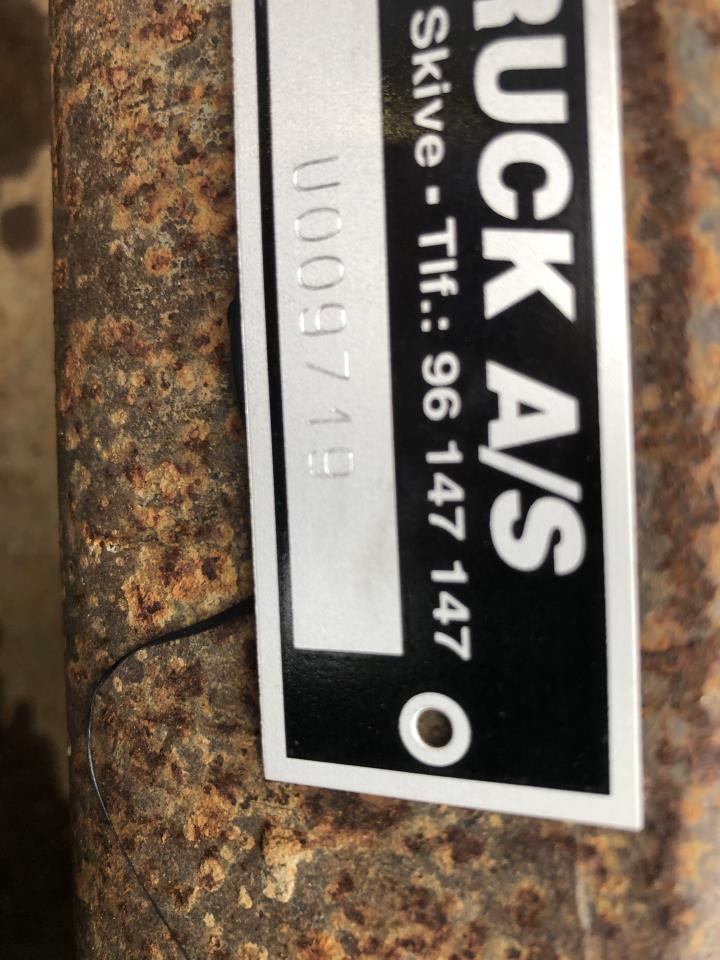 RUCK A/S
Skive - Tlf.: 96 147 147
U009719